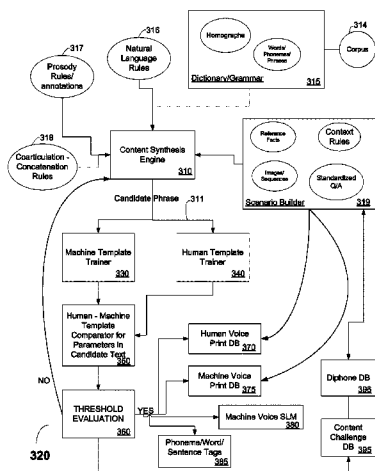 317
Prosody
Rules/
annotations
316
Natural
Language
Rules
Homographs
Words/
Phonemes/
Phrases
Dictionary/Grammar
315
314
Corpus
318
Coarticulation -
Concatenation
Rules
Content Synthesis
Engine
310
Reference
Facts
Context
Rules
Images/
Sequences
Standardized
Q/A
Scenario Builder
319
Candidate Phrase
311
Machine Template
Trainer
330
Human Template
Trainer
340
Human - Machine
Template
Comparator for
Parameters in
Candidate Text
350
Human Voice
Print DB
370
Machine Voice
Print DB
375
NO
320
THRESHOLD
EVALUATION
360
YES
Machine Voice SLM
380
Phoneme/Word/
Sentence Tags
385
Diphone DB
398
Content
Challenge
DB
395